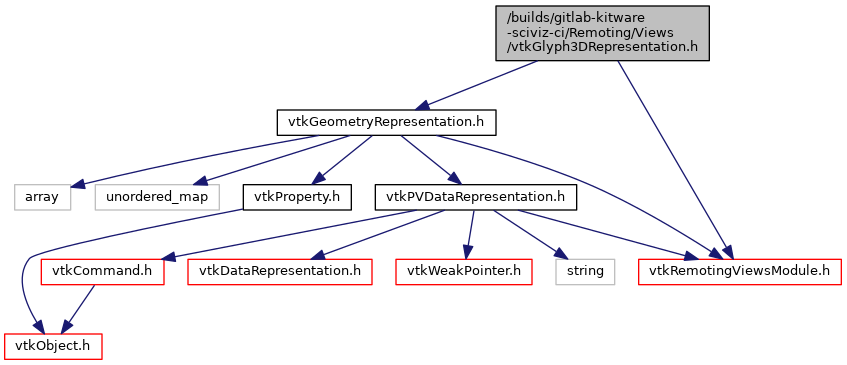 /builds/gitlab-kitware
-sciviz-ci/Remoting/Views
/vtkGlyph3DRepresentation.h
vtkGeometryRepresentation.h
array
unordered_map
vtkProperty.h
vtkPVDataRepresentation.h
vtkCommand.h
vtkDataRepresentation.h
vtkWeakPointer.h
string
vtkRemotingViewsModule.h
vtkObject.h